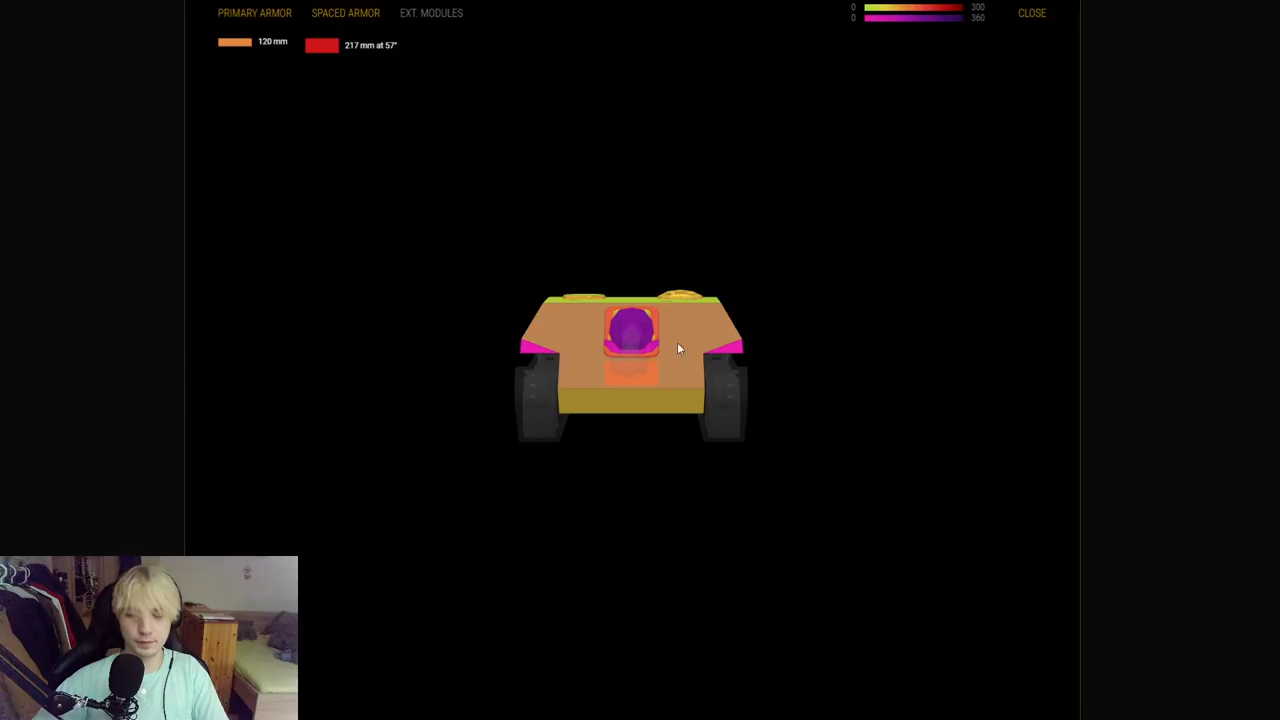 PRIMARY ARMOR SPACED ARMOR EXT. MODULES 0 300 CLOSE
0 360
120 mm 217 mm at 57°